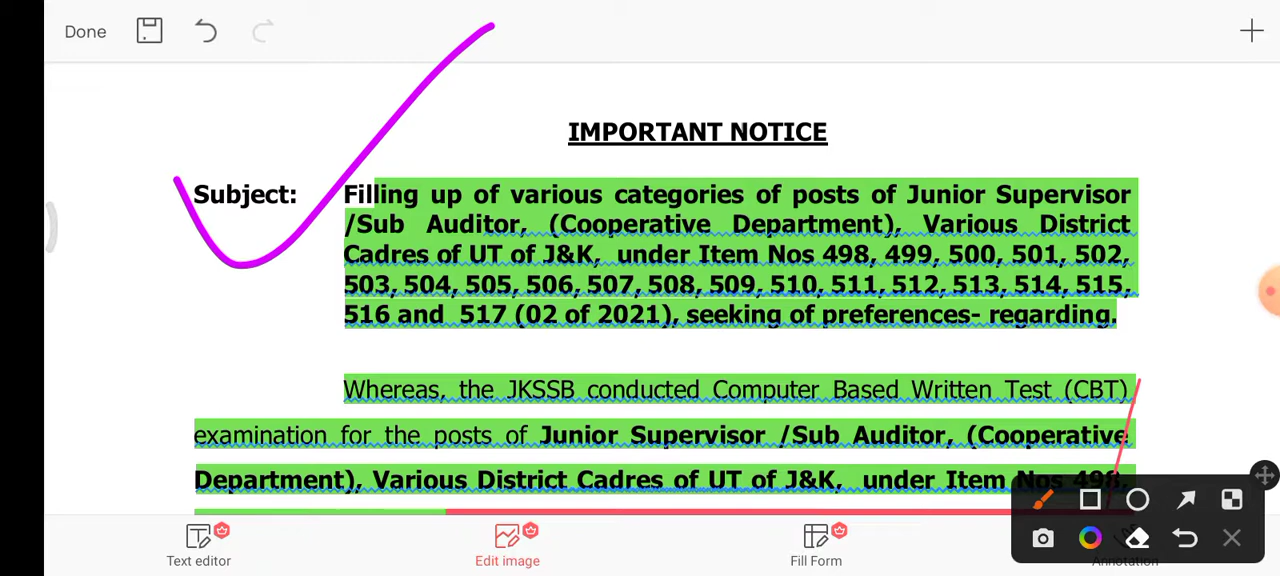 Done
IMPORTANT NOTICE
Subject: Filling up of various categories of posts of Junior Supervisor
/Sub Auditor, (Cooperative Department), Various District
Cadres of UT of J&K, under Item Nos 498, 499, 500, 501, 502,
503, 504, 505, 506, 507, 508, 509, 510, 511, 512, 513, 514, 515,
516 and 517 (02 of 2021), seeking of preferences- regarding.
Whereas, the JKSSB conducted Computer Based Written Test (CBT)
examination for the posts of Junior Supervisor /Sub Auditor, (Cooperative
Department), Various District Cadres of UT of J&K, under Item Nos 498,
Text editor
Edit image
Fill Form
Annotation